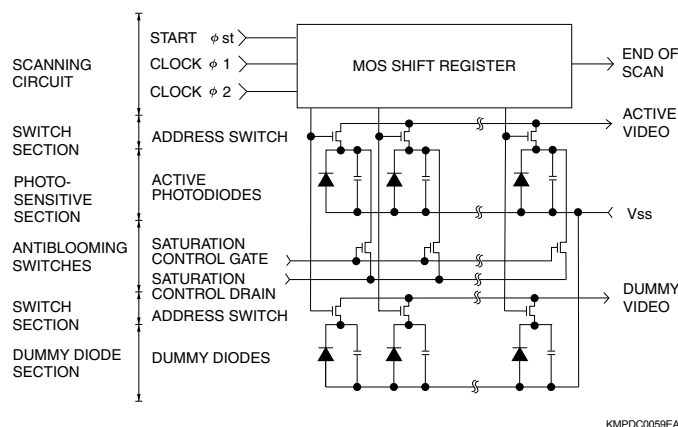 START φst
CLOCK φ1
CLOCK φ2
MOS SHIFT REGISTER
END OF
SCAN
SCANNING
CIRCUIT
ACTIVE
VIDEO
SWITCH
SECTION
ADDRESS SWITCH
PHOTO-
SENSITIVE
SECTION
ACTIVE
PHOTODIODES
Vss
ANTIBLOOMING
SWITCHES
SATURATION
CONTROL GATE
SATURATION
CONTROL DRAIN
DUMMY
VIDEO
SWITCH
SECTION
ADDRESS SWITCH
DUMMY DIODE
SECTION
DUMMY DIODES
KMPDC0059EA